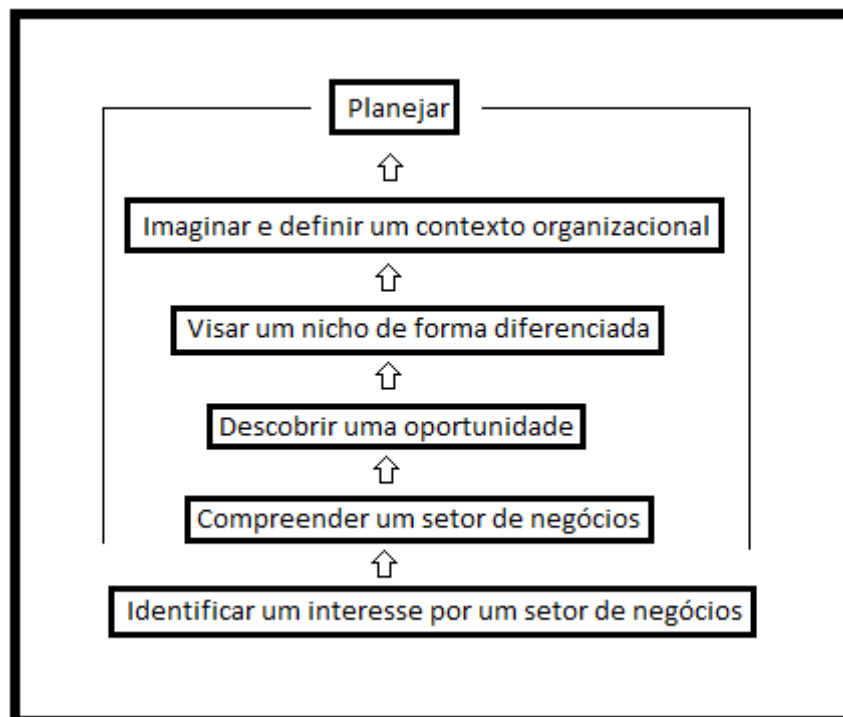 Planejar
Imaginar e definir um contexto organizacional
Visar um nicho de forma diferenciada
Descobrir uma oportunidade
Compreender um setor de negócios
Identificar um interesse por um setor de negócios